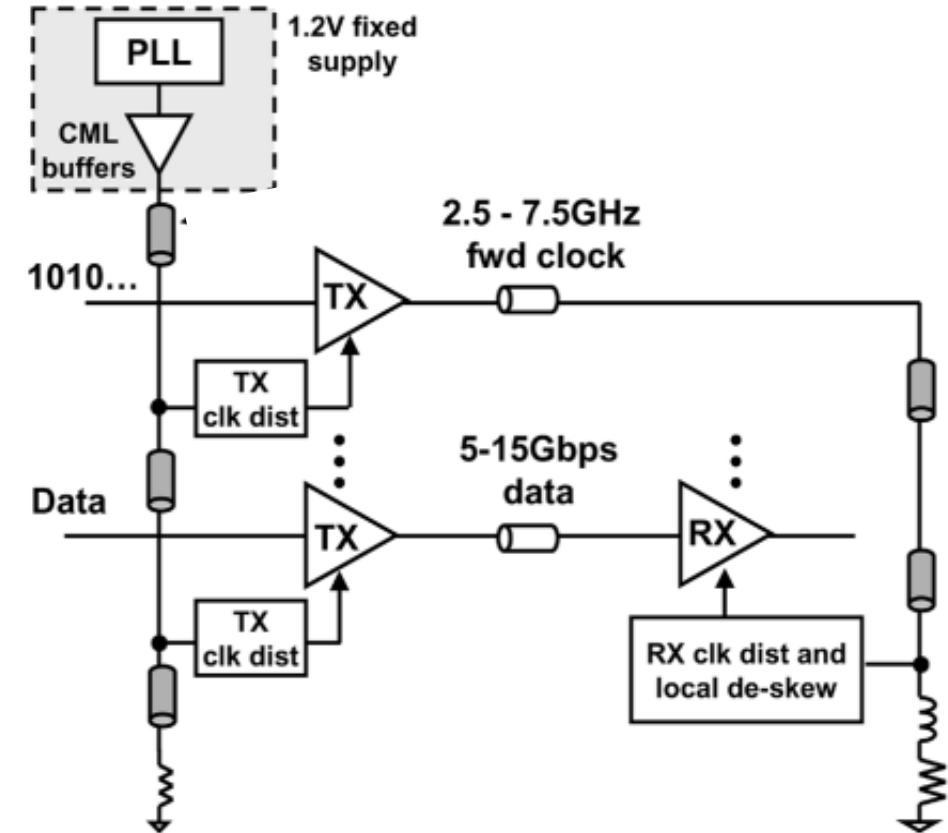 PLL
1.2V fixed
supply
CML
buffers
2.5 - 7.5GHz
fwd clock
1010...
TX
TX
clk dist
5-15Gbps
data
Data
TX
RX
TX
clk dist
RX clk dist and
local de-skew